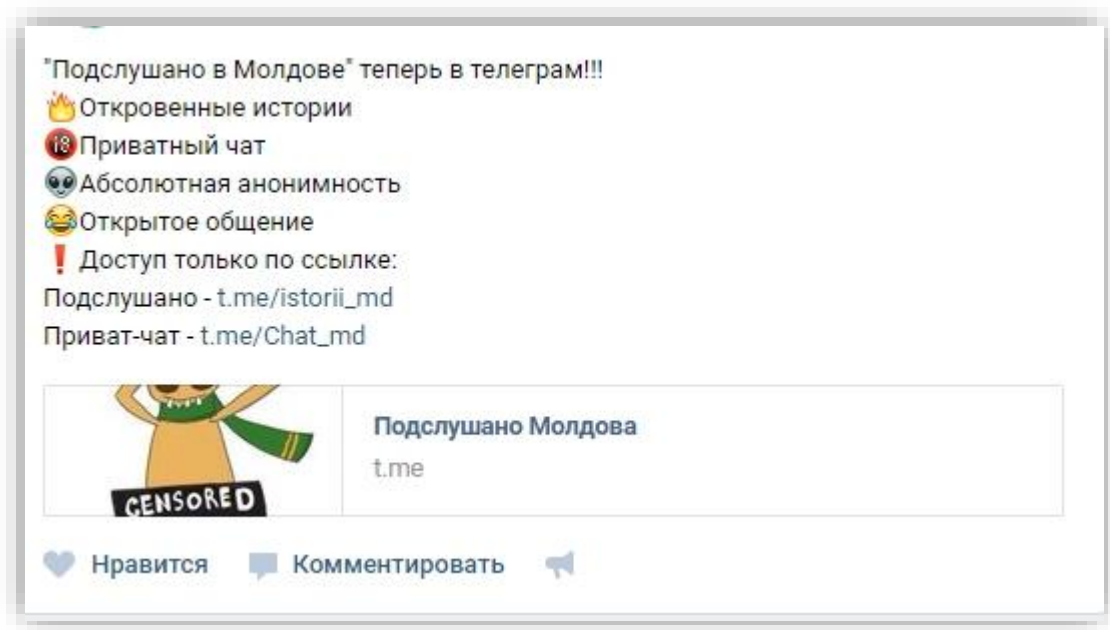 "Подслушано в Молдове" теперь в телеграм!!!
🔥Откровенные истории
🔞Приватный чат
👽Абсолютная анонимность
😂Открытое общение
❗ Доступ только по ссылке:
Подслушано - t.me/istorii_md
Приват-чат - t.me/Chat_md
CENSORED
Подслушано Молдова
t.me
Нравится Комментировать